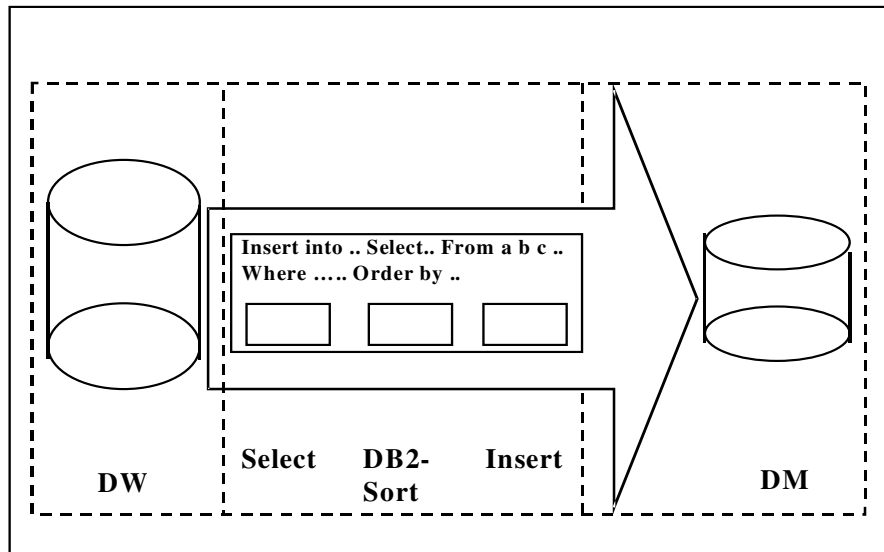 Insert into .. Select.. From a b c ..
Where ..... Order by ..
Select DB2- Insert
Sort
DW
DM